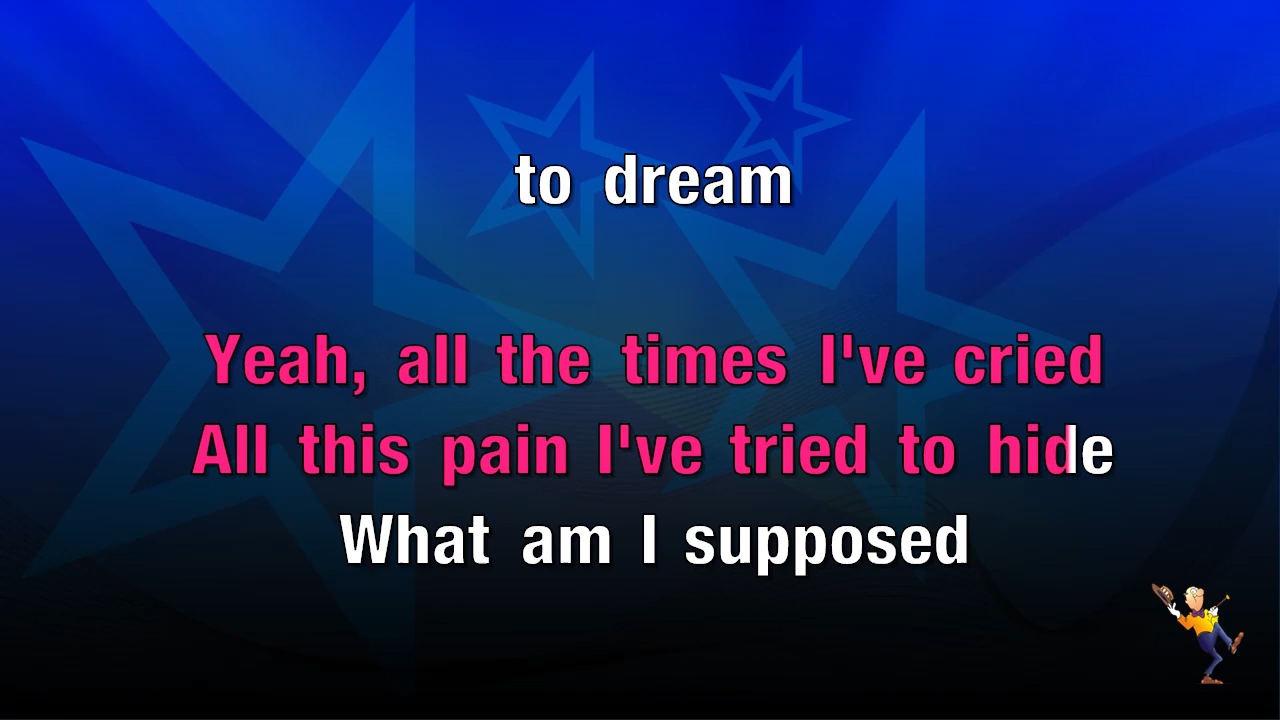 to dream
Yeah, all the times I've cried
All this pain I've tried to hide
What am I supposed